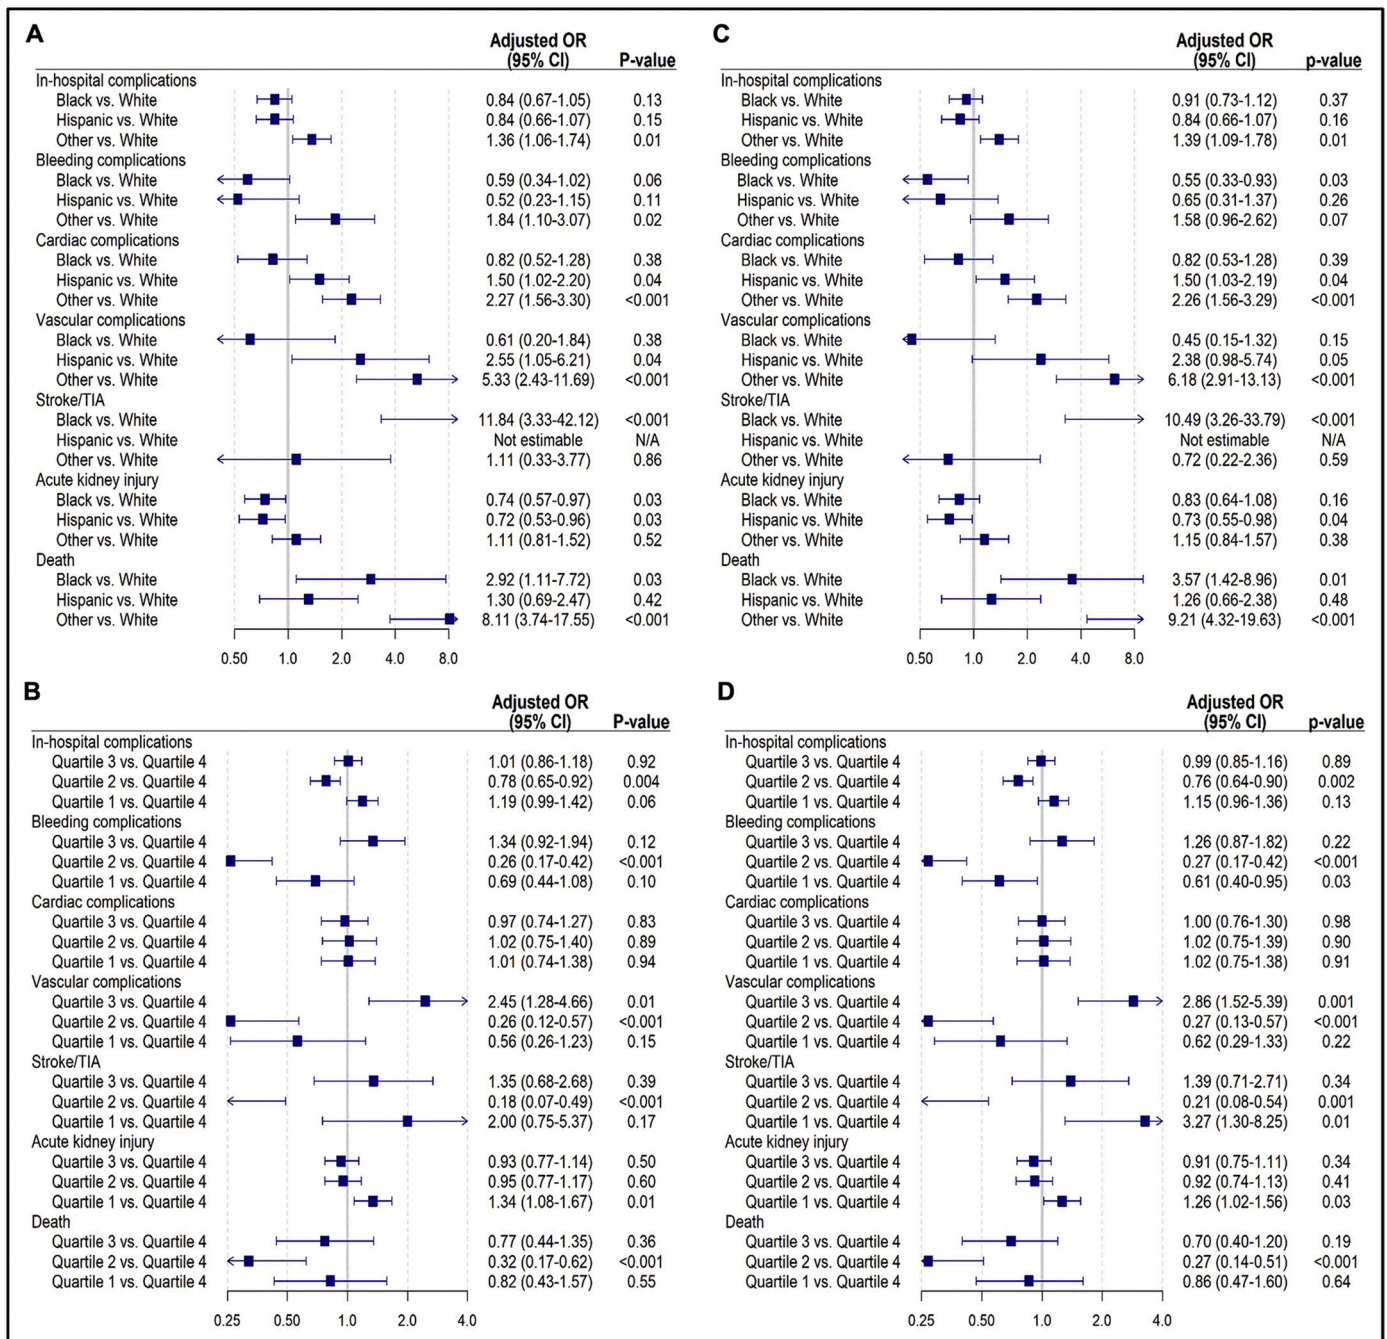 A
Adjusted OR
(95% CI) P-value
In-hospital complications
Black vs. White 0.84 (0.67-1.05) 0.13
Hispanic vs. White 0.84 (0.66-1.07) 0.15
Other vs. White 1.36 (1.06-1.74) 0.01
Bleeding complications
Black vs. White 0.59 (0.34-1.02) 0.06
Hispanic vs. White 0.52 (0.23-1.15) 0.11
Other vs. White 1.84 (1.10-3.07) 0.02
Cardiac complications
Black vs. White 0.82 (0.52-1.28) 0.38
Hispanic vs. White 1.50 (1.02-2.20) 0.04
Other vs. White 2.27 (1.56-3.30) <0.001
Vascular complications
Black vs. White 0.61 (0.20-1.84) 0.38
Hispanic vs. White 2.55 (1.05-6.21) 0.04
Other vs. White 5.33 (2.43-11.69) <0.001
Stroke/TIA
Black vs. White 11.84 (3.33-42.12) <0.001
Hispanic vs. White Not estimable N/A
Other vs. White 1.11 (0.33-3.77) 0.86
Acute kidney injury
Black vs. White 0.74 (0.57-0.97) 0.03
Hispanic vs. White 0.72 (0.53-0.96) 0.03
Other vs. White 1.11 (0.81-1.52) 0.52
Death
Black vs. White 2.92 (1.11-7.72) 0.03
Hispanic vs. White 1.30 (0.69-2.47) 0.42
Other vs. White 8.11 (3.74-17.55) <0.001
0.50 1.0 2.0 4.0 8.0
C
Adjusted OR
(95% CI) p-value
In-hospital complications
Black vs. White 0.91 (0.73-1.12) 0.37
Hispanic vs. White 0.84 (0.66-1.07) 0.16
Other vs. White 1.39 (1.09-1.78) 0.01
Bleeding complications
Black vs. White 0.55 (0.33-0.93) 0.03
Hispanic vs. White 0.65 (0.31-1.37) 0.26
Other vs. White 1.58 (0.96-2.62) 0.07
Cardiac complications
Black vs. White 0.82 (0.53-1.28) 0.39
Hispanic vs. White 1.50 (1.03-2.19) 0.04
Other vs. White 2.26 (1.56-3.29) <0.001
Vascular complications
Black vs. White 0.45 (0.15-1.32) 0.15
Hispanic vs. White 2.38 (0.98-5.74) 0.05
Other vs. White 6.18 (2.91-13.13) <0.001
Stroke/TIA
Black vs. White 10.49 (3.26-33.79) <0.001
Hispanic vs. White Not estimable N/A
Other vs. White 0.72 (0.22-2.36) 0.59
Acute kidney injury
Black vs. White 0.83 (0.64-1.08) 0.16
Hispanic vs. White 0.73 (0.55-0.98) 0.04
Other vs. White 1.15 (0.84-1.57) 0.38
Death
Black vs. White 3.57 (1.42-8.96) 0.01
Hispanic vs. White 1.26 (0.66-2.38) 0.48
Other vs. White 9.21 (4.32-19.63) <0.001
0.50 1.0 2.0 4.0 8.0
B
Adjusted OR
(95% CI) P-value
In-hospital complications
Quartile 3 vs. Quartile 4 1.01 (0.86-1.18) 0.92
Quartile 2 vs. Quartile 4 0.78 (0.65-0.92) 0.004
Quartile 1 vs. Quartile 4 1.19 (0.99-1.42) 0.06
Bleeding complications
Quartile 3 vs. Quartile 4 1.34 (0.92-1.94) 0.12
Quartile 2 vs. Quartile 4 0.26 (0.17-0.42) <0.001
Quartile 1 vs. Quartile 4 0.69 (0.44-1.08) 0.10
Cardiac complications
Quartile 3 vs. Quartile 4 0.97 (0.74-1.27) 0.83
Quartile 2 vs. Quartile 4 1.02 (0.75-1.40) 0.89
Quartile 1 vs. Quartile 4 1.01 (0.74-1.38) 0.94
Vascular complications
Quartile 3 vs. Quartile 4 2.45 (1.28-4.66) 0.01
Quartile 2 vs. Quartile 4 0.26 (0.12-0.57) <0.001
Quartile 1 vs. Quartile 4 0.56 (0.26-1.23) 0.15
Stroke/TIA
Quartile 3 vs. Quartile 4 1.35 (0.68-2.68) 0.39
Quartile 2 vs. Quartile 4 0.18 (0.07-0.49) <0.001
Quartile 1 vs. Quartile 4 2.00 (0.75-5.37) 0.17
Acute kidney injury
Quartile 3 vs. Quartile 4 0.93 (0.77-1.14) 0.50
Quartile 2 vs. Quartile 4 0.95 (0.77-1.17) 0.60
Quartile 1 vs. Quartile 4 1.34 (1.08-1.67) 0.01
Death
Quartile 3 vs. Quartile 4 0.77 (0.44-1.35) 0.36
Quartile 2 vs. Quartile 4 0.32 (0.17-0.62) <0.001
Quartile 1 vs. Quartile 4 0.82 (0.43-1.57) 0.55
0.25 0.50 1.0 2.0 4.0
D
Adjusted OR
(95% CI) p-value
In-hospital complications
Quartile 3 vs. Quartile 4 0.99 (0.85-1.16) 0.89
Quartile 2 vs. Quartile 4 0.76 (0.64-0.90) 0.002
Quartile 1 vs. Quartile 4 1.15 (0.96-1.36) 0.13
Bleeding complications
Quartile 3 vs. Quartile 4 1.26 (0.87-1.82) 0.22
Quartile 2 vs. Quartile 4 0.27 (0.17-0.42) <0.001
Quartile 1 vs. Quartile 4 0.61 (0.40-0.95) 0.03
Cardiac complications
Quartile 3 vs. Quartile 4 1.00 (0.76-1.30) 0.98
Quartile 2 vs. Quartile 4 1.02 (0.75-1.39) 0.90
Quartile 1 vs. Quartile 4 1.02 (0.75-1.38) 0.91
Vascular complications
Quartile 3 vs. Quartile 4 2.86 (1.52-5.39) 0.001
Quartile 2 vs. Quartile 4 0.27 (0.13-0.57) <0.001
Quartile 1 vs. Quartile 4 0.62 (0.29-1.33) 0.22
Stroke/TIA
Quartile 3 vs. Quartile 4 1.39 (0.71-2.71) 0.34
Quartile 2 vs. Quartile 4 0.21 (0.08-0.54) 0.001
Quartile 1 vs. Quartile 4 3.27 (1.30-8.25) 0.01
Acute kidney injury
Quartile 3 vs. Quartile 4 0.91 (0.75-1.11) 0.34
Quartile 2 vs. Quartile 4 0.92 (0.74-1.13) 0.41
Quartile 1 vs. Quartile 4 1.26 (1.02-1.56) 0.03
Death
Quartile 3 vs. Quartile 4 0.70 (0.40-1.20) 0.19
Quartile 2 vs. Quartile 4 0.27 (0.14-0.51) <0.001
Quartile 1 vs. Quartile 4 0.86 (0.47-1.60) 0.64
0.25 0.50 1.0 2.0 4.0